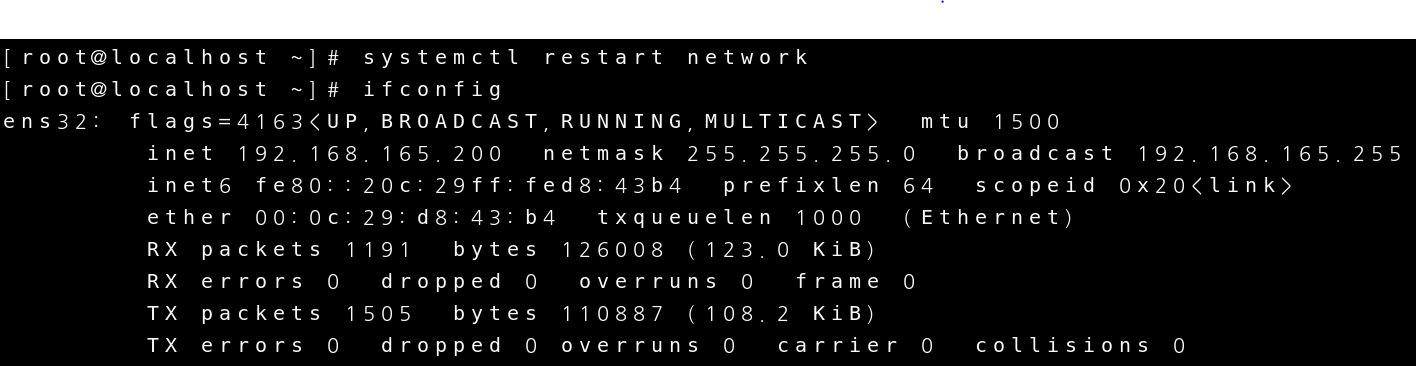 [root@localhost ~]# systemctl restart network
[root@localhost ~]# ifconfig
ens32: flags=4163<UP,BROADCAST,RUNNING,MULTICAST>  mtu 1500
        inet 192.168.165.200  netmask 255.255.255.0  broadcast 192.168.165.255
        inet6 fe80::20c:29ff:fed8:43b4  prefixlen 64  scopeid 0x20<link>
        ether 00:0c:29:d8:43:b4  txqueuelen 1000  (Ethernet)
        RX packets 1191  bytes 126008 (123.0 KiB)
        RX errors 0  dropped 0  overruns 0  frame 0
        TX packets 1505  bytes 110887 (108.2 KiB)
        TX errors 0  dropped 0 overruns 0  carrier 0  collisions 0